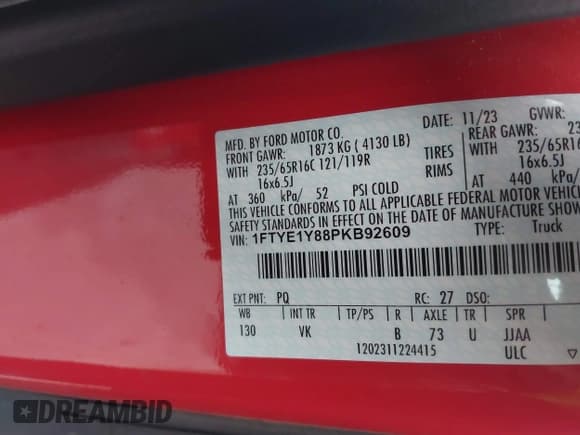 MFD. BY FORD MOTOR CO. DATE: 11/23 GVWR:
FRONT GAWR: 1873 KG ( 4130 LB) REAR GAWR: 23
WITH 235/65R16C 121/119R TIRES WITH 235/65R16
16x6.5J RIMS 16x6.5J
AT 360 kPa/ 52 PSI COLD AT 440 kPa/
THIS VEHICLE CONFORMS TO ALL APPLICABLE FEDERAL MOTOR VEHICLE
STANDARDS IN EFFECT ON THE DATE OF MANUFACTURE
VIN: 1FTYE1Y88PKB92609 TYPE: Truck
EXT PNT: PQ RC: 27 DSO:
WB INT TR TP/PS R AXLE TR SPR
130 VK B 73 U JJAA
1202311224415 ULC
DREAMBID